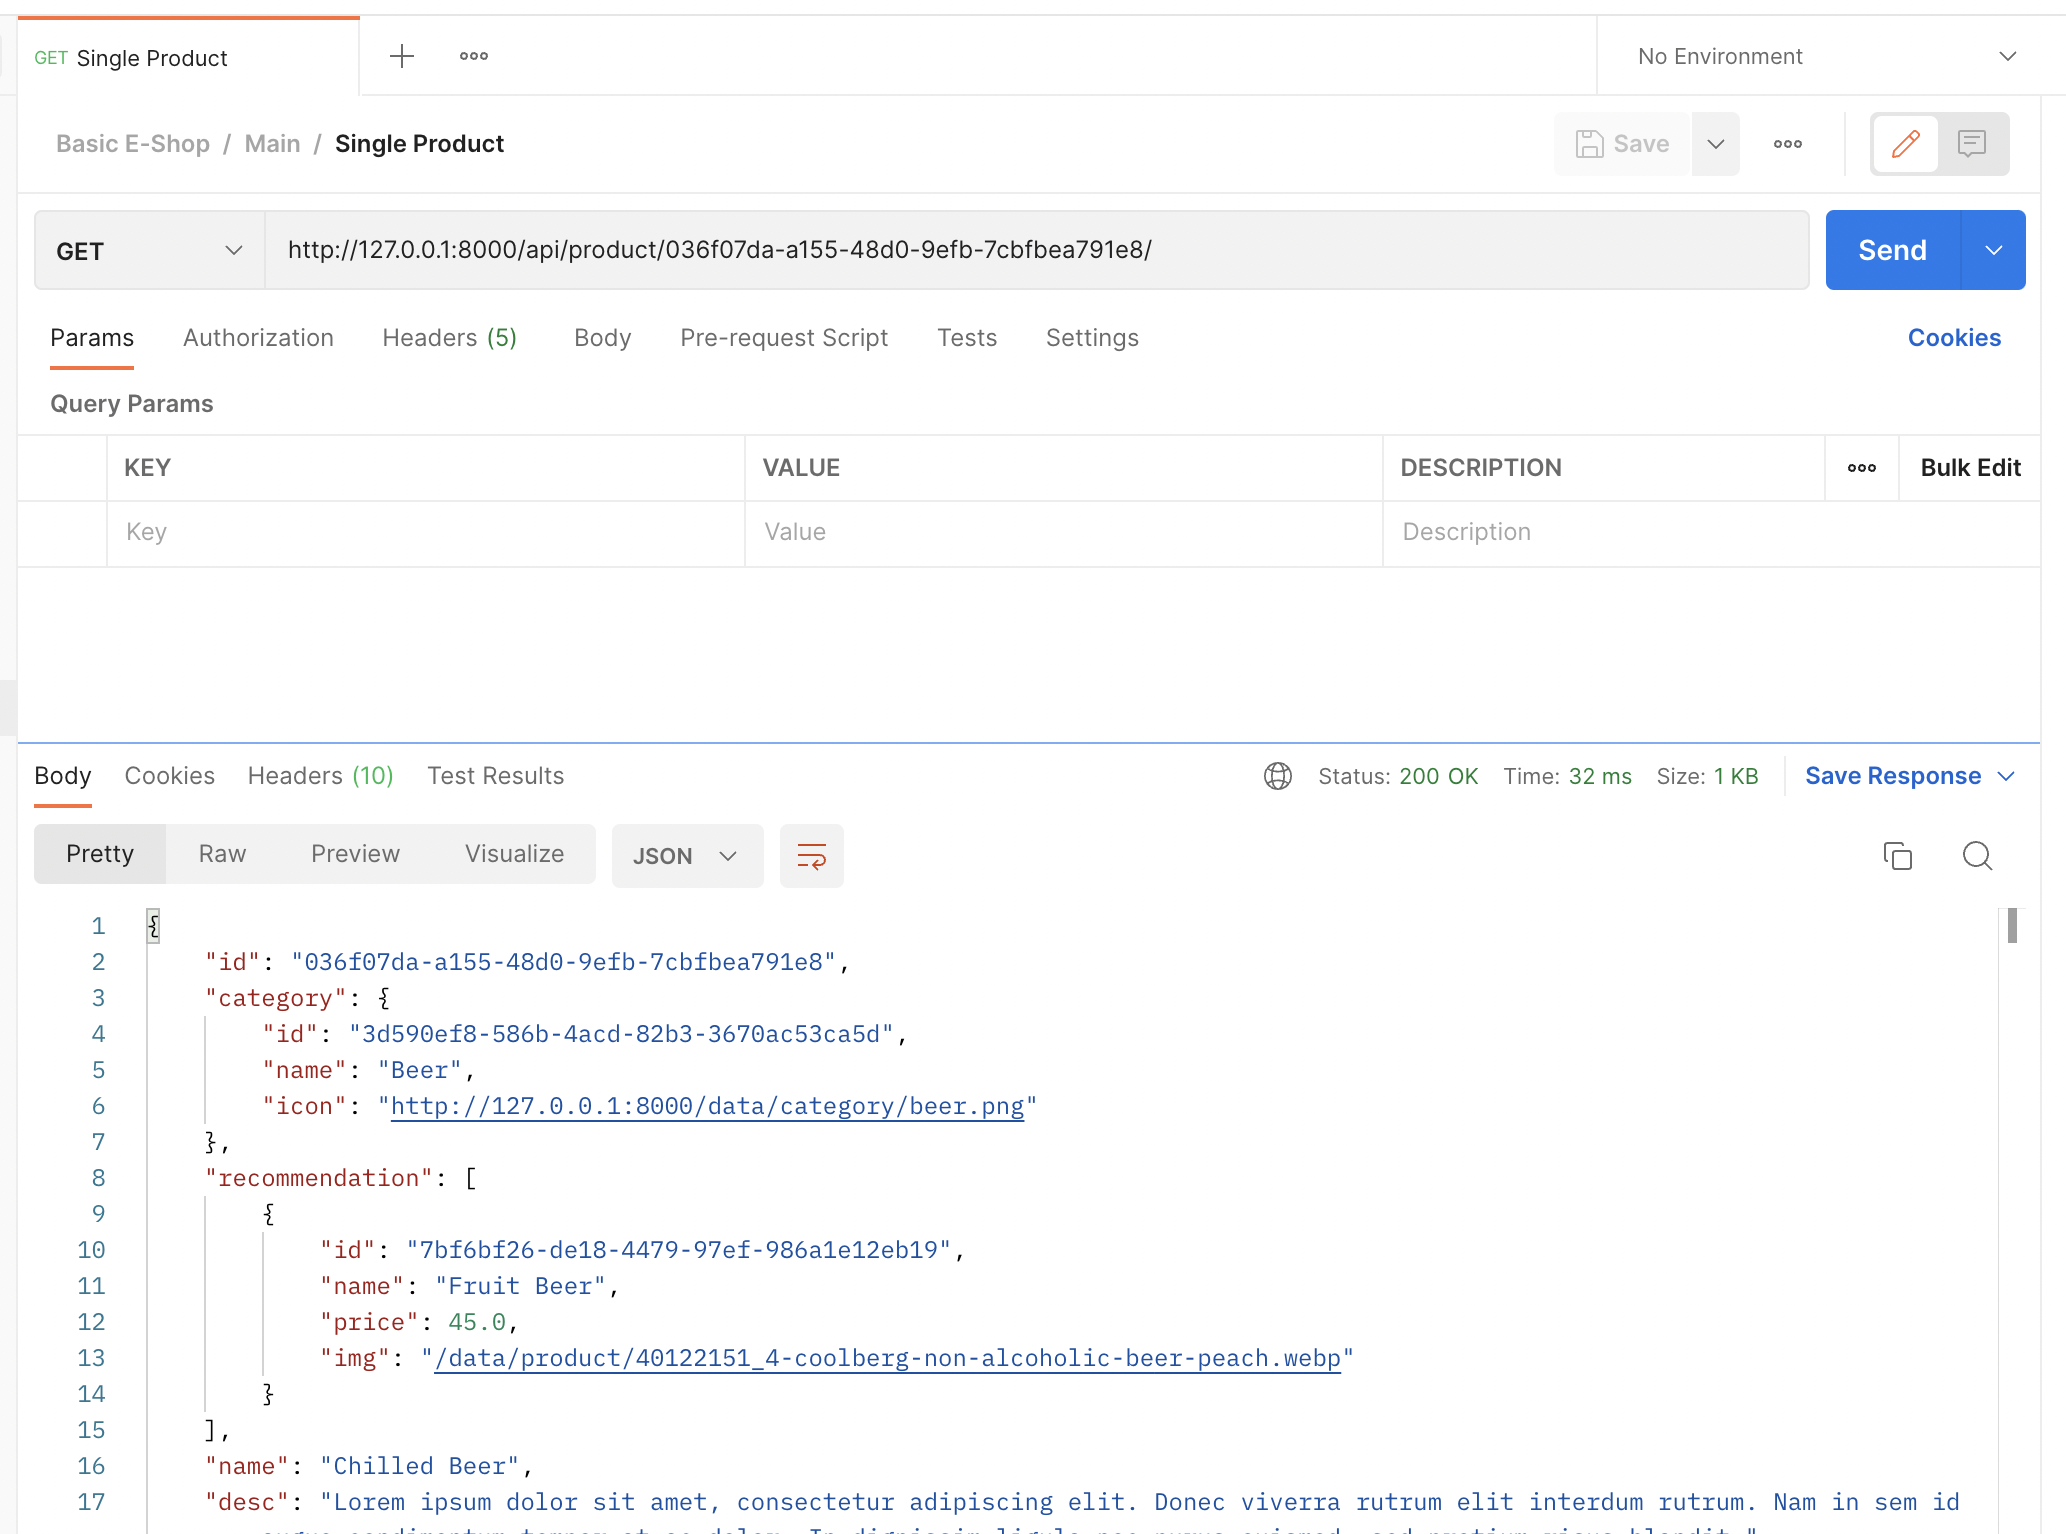 GET Single Product
No Environment
Basic E-Shop / Main / Single Product
Save
GET
http://127.0.0.1:8000/api/product/036f07da-a155-48d0-9efb-7cbfbea791e8/
Send
Params Authorization Headers (5) Body Pre-request Script Tests Settings Cookies
Query Params
KEY VALUE DESCRIPTION Bulk Edit
Key Value Description
Body Cookies Headers (10) Test Results Status: 200 OK Time: 32 ms Size: 1 KB Save Response
Pretty Raw Preview Visualize JSON
1 {
2 "id": "036f07da-a155-48d0-9efb-7cbfbea791e8",
3 "category": {
4 "id": "3d590ef8-586b-4acd-82b3-3670ac53ca5d",
5 "name": "Beer",
6 "icon": "http://127.0.0.1:8000/data/category/beer.png"
7 },
8 "recommendation": [
9 {
10 "id": "7bf6bf26-de18-4479-97ef-986a1e12eb19",
11 "name": "Fruit Beer",
12 "price": 45.0,
13 "img": "/data/product/40122151_4-coolberg-non-alcoholic-beer-peach.webp"
14 }
15 ],
16 "name": "Chilled Beer",
17 "desc": "Lorem ipsum dolor sit amet, consectetur adipiscing elit. Donec viverra rutrum elit interdum rutrum. Nam in sem id